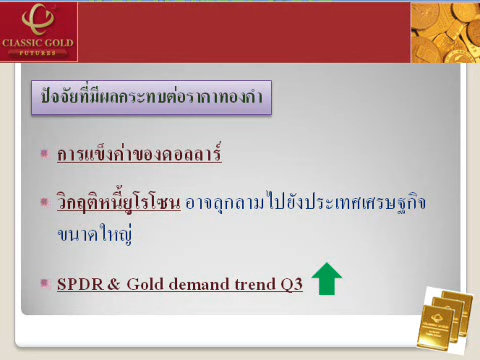 CLASSIC GOLD
FUTURES
ปัจจัยที่มีผลกระทบต่อราคาทองคำ
การแข็งค่าของดอลลาร์
วิกฤติหนี้ยูโรโซน อาจลุกลามไปยังประเทศเศรษฐกิจ
ขนาดใหญ่
SPDR & Gold demand trend Q3